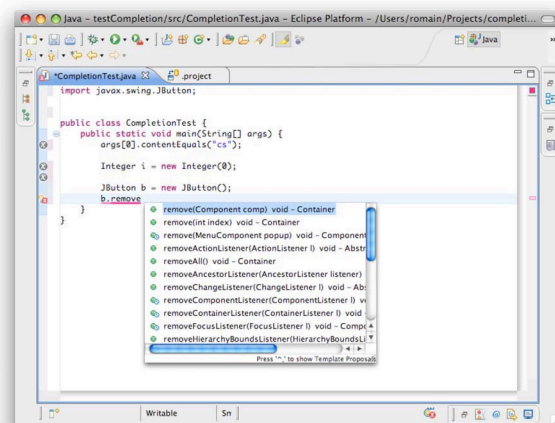 Java – testCompletion/src/CompletionTest.java – Eclipse Platform – /Users/romain/Projects/completi...
Java
*CompletionTest.java
.project
import javax.swing.JButton;
public class CompletionTest {
public static void main(String[] args) {
args[0].contentEquals("cs");
Integer i = new Integer(0);
JButton b = new JButton();
b.remove
}
}
remove(Component comp) void – Container
remove(int index) void – Container
remove(MenuComponent popup) void – Component
removeActionListener(ActionListener l) void – Abstr
removeAll() void – Container
removeAncestorListener(AncestorListener listener)
removeChangeListener(ChangeListener l) void – Abs
removeComponentListener(ComponentListener l) v
removeContainerListener(ContainerListener l) void
removeFocusListener(FocusListener l) void – Compo
removeHierarchyBoundsListener(HierarchyBoundsLi
Press '^.' to show Template Proposals
Writable